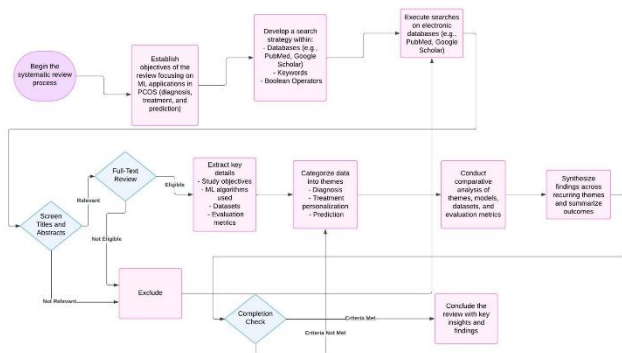 Begin the
systematic review
process
Establish
objectives of the
review focusing on
ML applications in
PCOS (diagnosis,
treatment, and
prediction)
Develop a search
strategy within:
- Databases (e.g.,
PubMed, Google
Scholar)
- Keywords
- Boolean Operators
Execute searches
on electronic
databases (e.g.,
PubMed, Google
Scholar)
Screen
Titles and
Abstracts
Relevant
Not Relevant
Full-Text
Review
Eligible
Not Eligible
Exclude
Extract key
details
- Study objectives
- ML algorithms
used
- Datasets
- Evaluation
metrics
Categorize data
into themes
- Diagnosis
- Treatment
personalization
- Prediction
Conduct
comparative
analysis of
themes, models,
datasets, and
evaluation metrics
Synthesize
findings across
recurring themes
and summarize
outcomes
Completion
Check
Criteria Met
Criteria Not Met
Conclude the
review with key
insights and
findings